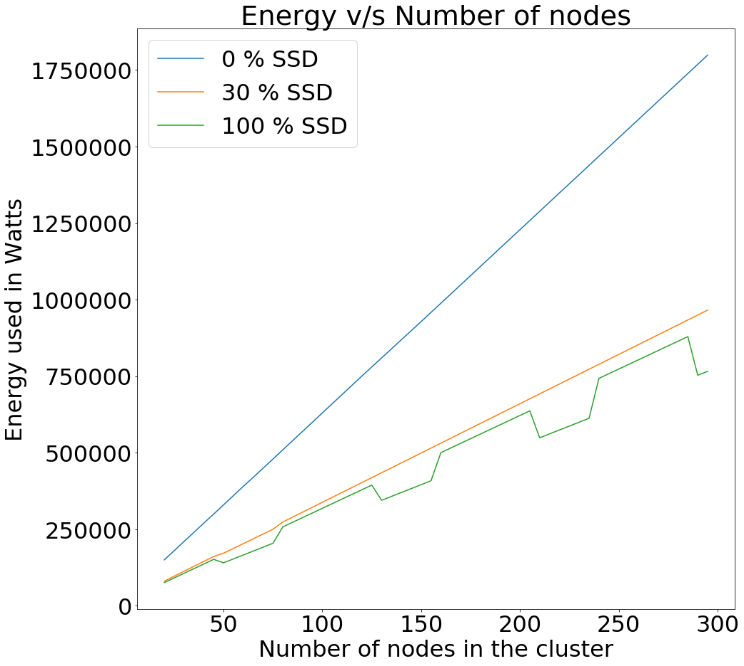 Energy v/s Number of nodes
0 % SSD
30 % SSD
100 % SSD
Energy used in Watts
1750000
1500000
1250000
1000000
750000
500000
250000
0
50 100 150 200 250 300
Number of nodes in the cluster